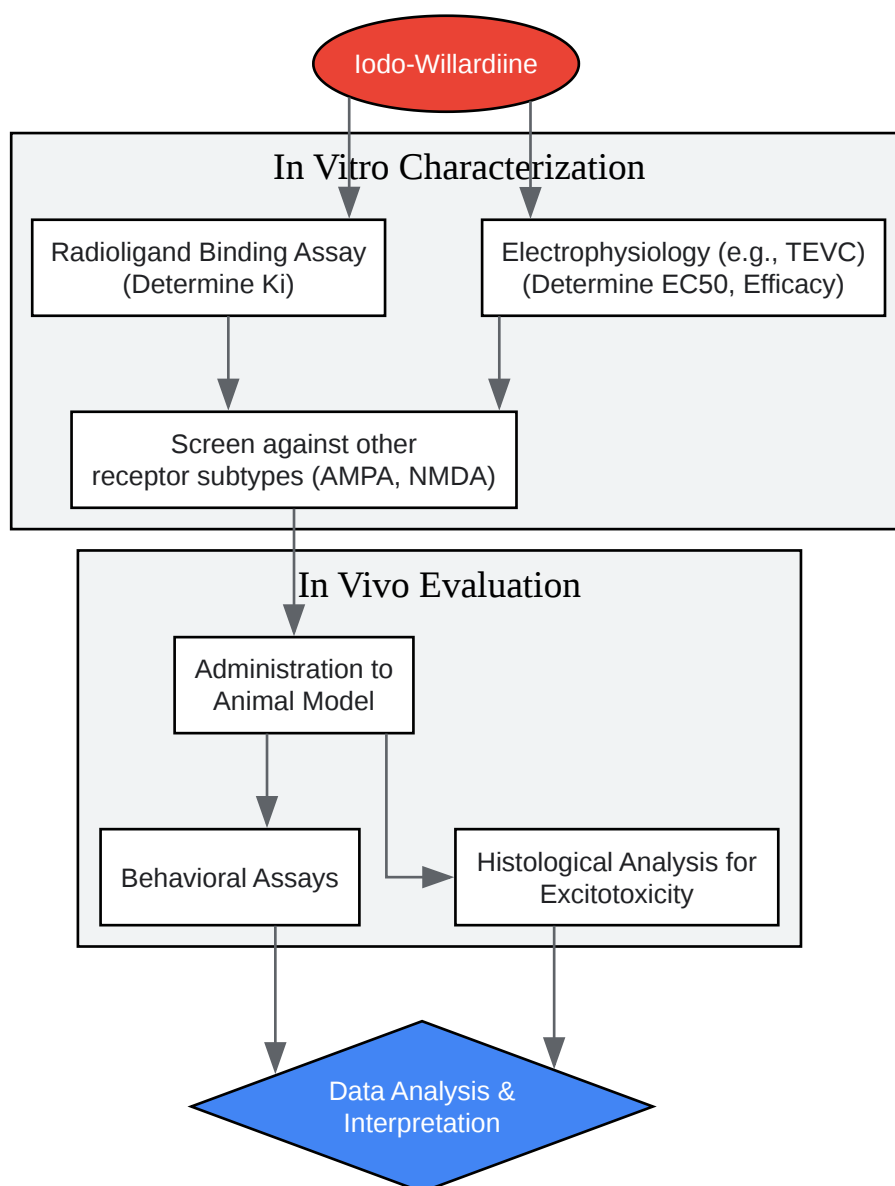 Iodo-Willardiine
In Vitro Characterization
Radioligand Binding Assay
(Determine Ki)
Electrophysiology (e.g., TEVC)
(Determine EC50, Efficacy)
Screen against other
receptor subtypes (AMPA, NMDA)
In Vivo Evaluation
Administration to
Animal Model
Behavioral Assays
Histological Analysis for
Excitotoxicity
Data Analysis &
Interpretation